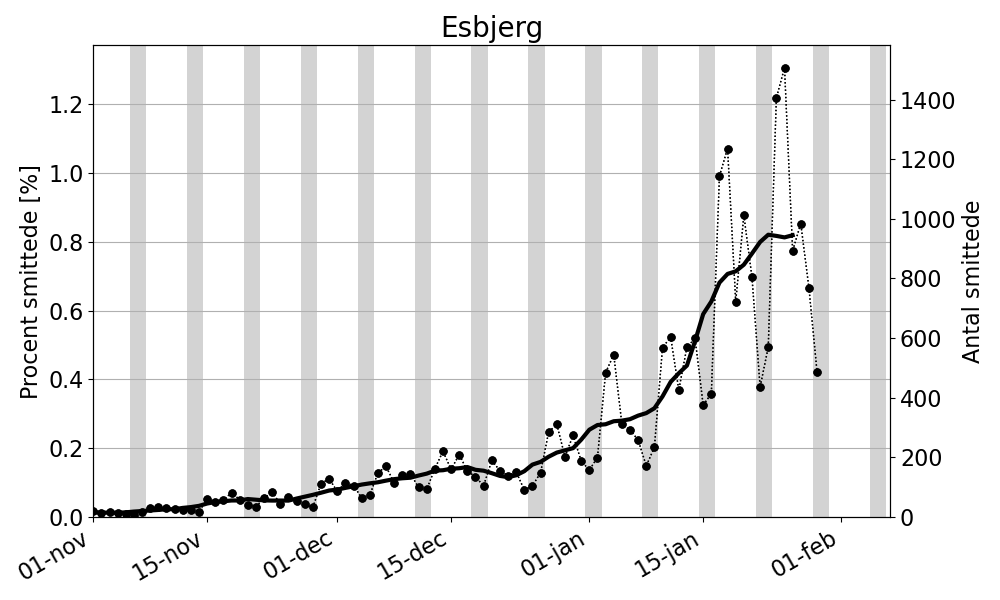 Esbjerg
Procent smittede [%]
1.2
1.0
0.8
0.6
0.4
0.2
0.0
1400
1200
1000
800
600
400
200
0
Antal smittede
01-nov
15-nov
01-dec
15-dec
01-jan
15-jan
01-feb